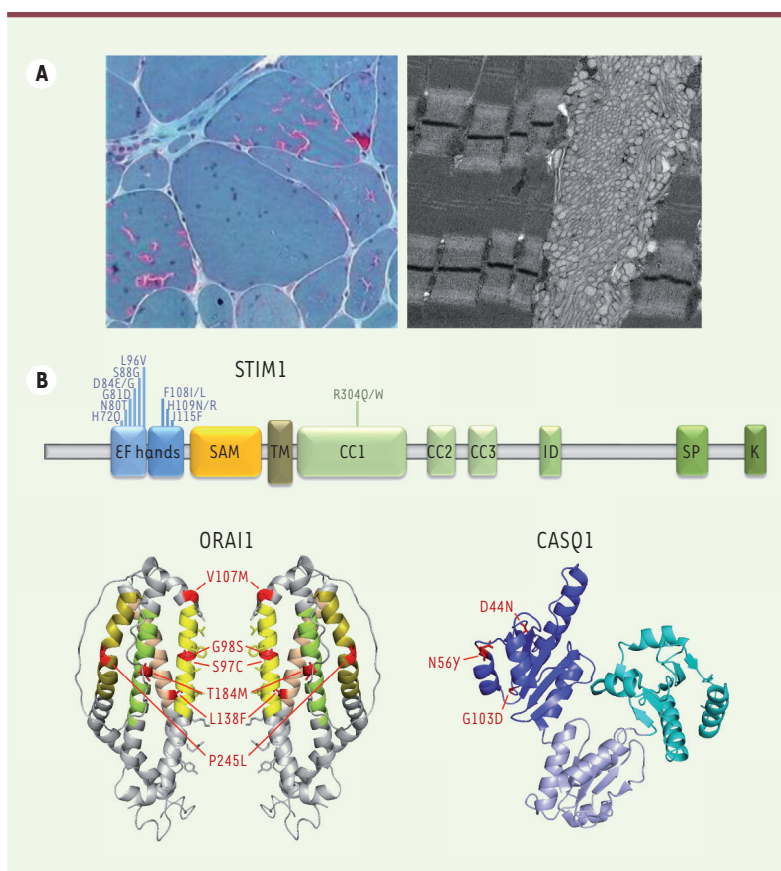 A
B
STIM1
L96V
S88G
D84E/G
G81D
N80T
H72Q
F108I/L
H109N/R
I115F
R304Q/W
EF hands
SAM
TM
CC1
CC2
CC3
ID
SP
K
ORAI1
V107M
G98S
S97C
T184M
L138F
P245L
CASQ1
D44N
N56Y
G103D